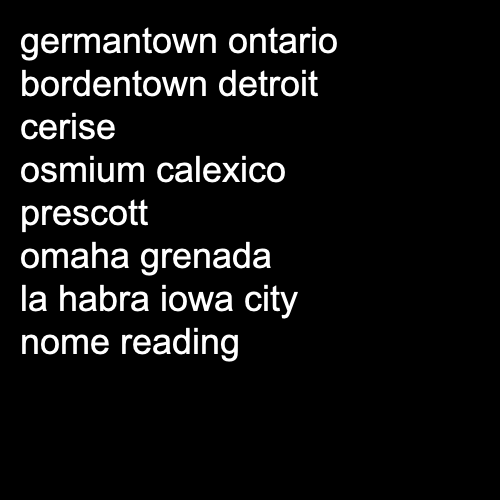 germantown ontario
bordentown detroit
cerise
osmium calexico
prescott
omaha grenada
la habra iowa city
nome reading